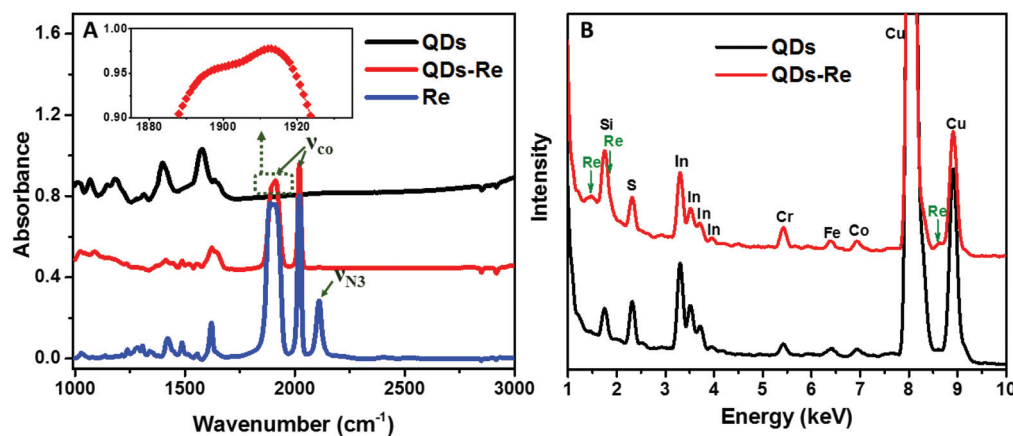 A
1.00
0.95
0.90
1880
1900
1920
QDs
QDs-Re
Re
νco
νN3
1.6
1.2
0.8
0.4
0.0
Absorbance
1000
1500
2000
2500
3000
Wavenumber (cm-1)
B
QDs
QDs-Re
Cu
Si
Re
Re
S
In
In
In
In
Cr
Fe
Co
Re
Cu
Intensity
1
2
3
4
5
6
7
8
9
10
Energy (keV)